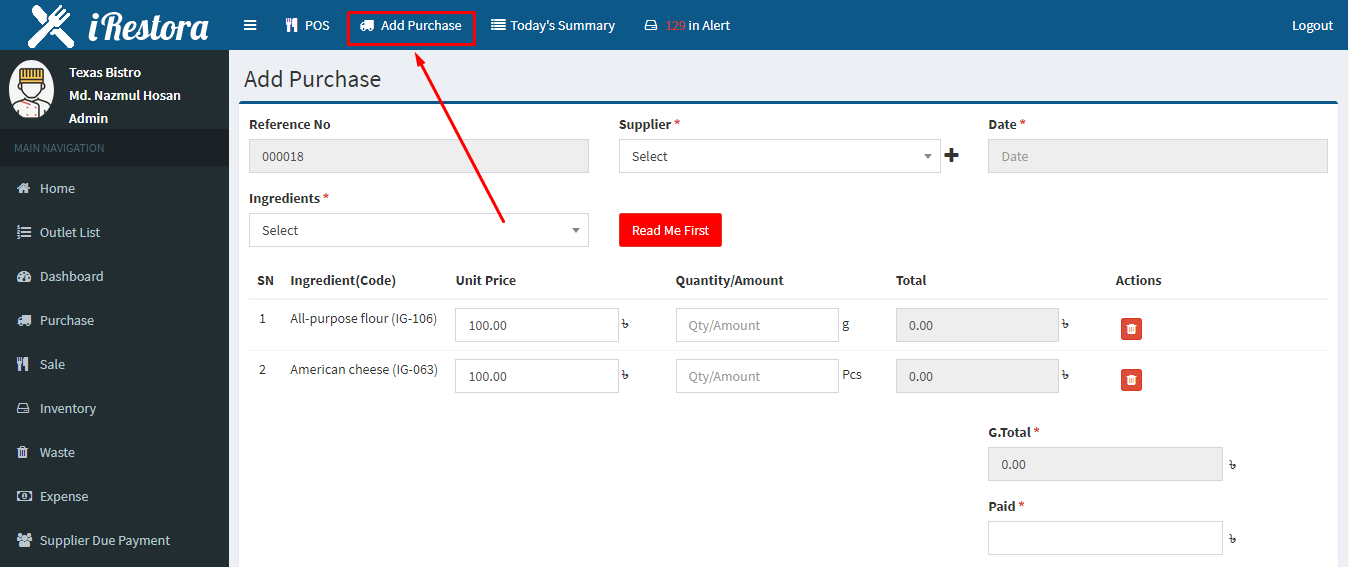 iRestora
POS
Add Purchase
Today's Summary
129 in Alert
Logout
Texas Bistro
Md. Nazmul Hosan
Admin
MAIN NAVIGATION
Home
Outlet List
Dashboard
Purchase
Sale
Inventory
Waste
Expense
Supplier Due Payment
Add Purchase
Reference No
000018
Supplier *
Select
Date *
Date
Ingredients *
Select
Read Me First
SN Ingredient(Code) Unit Price Quantity/Amount Total Actions
1 All-purpose flour (IG-106) 100.00 ৳ Qty/Amount g 0.00 ৳
2 American cheese (IG-063) 100.00 ৳ Qty/Amount Pcs 0.00 ৳
G.Total *
0.00 ৳
Paid *
৳